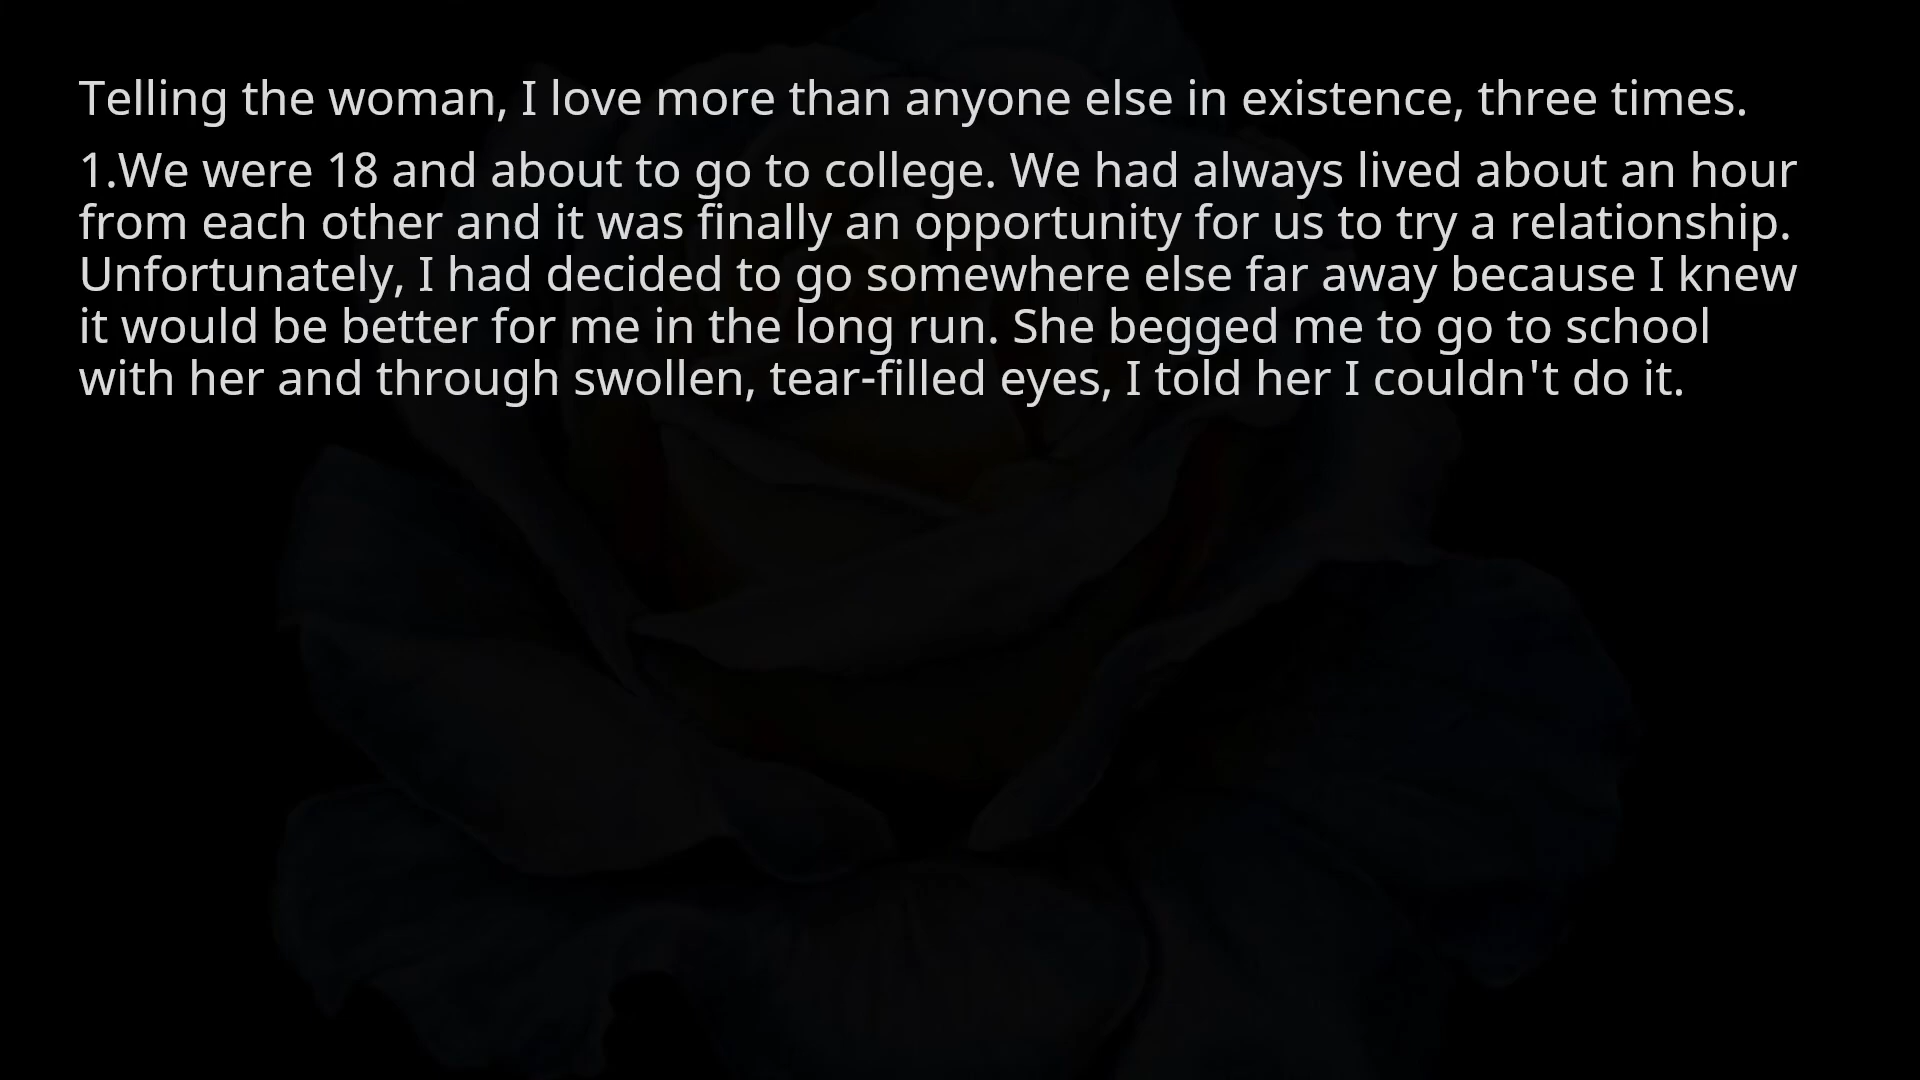 Telling the woman, I love more than anyone else in existence, three times.
1.We were 18 and about to go to college. We had always lived about an hour
from each other and it was finally an opportunity for us to try a relationship.
Unfortunately, I had decided to go somewhere else far away because I knew
it would be better for me in the long run. She begged me to go to school
with her and through swollen, tear-filled eyes, I told her I couldn't do it.